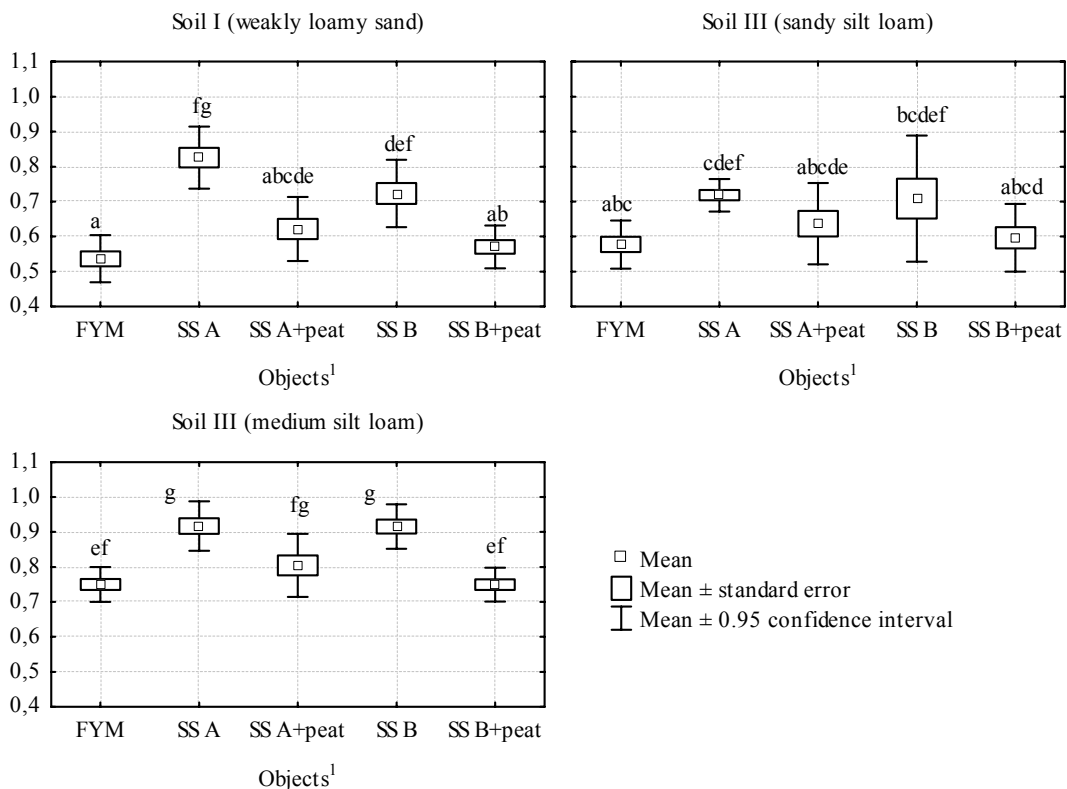 Soil I (weakly loamy sand)
1,1
1,0
0,9
0,8
0,7
0,6
0,5
0,4
a
fg
abcde
def
ab
FYM SS A SS A+peat SS B SS B+peat
Objects1
Soil III (sandy silt loam)
abc
cdef
abcde
bcdef
abcd
FYM SS A SS A+peat SS B SS B+peat
Objects1
Soil III (medium silt loam)
1,1
1,0
0,9
0,8
0,7
0,6
0,5
0,4
ef
g
fg
g
ef
FYM SS A SS A+peat SS B SS B+peat
Objects1
Mean
Mean ± standard error
Mean ± 0.95 confidence interval